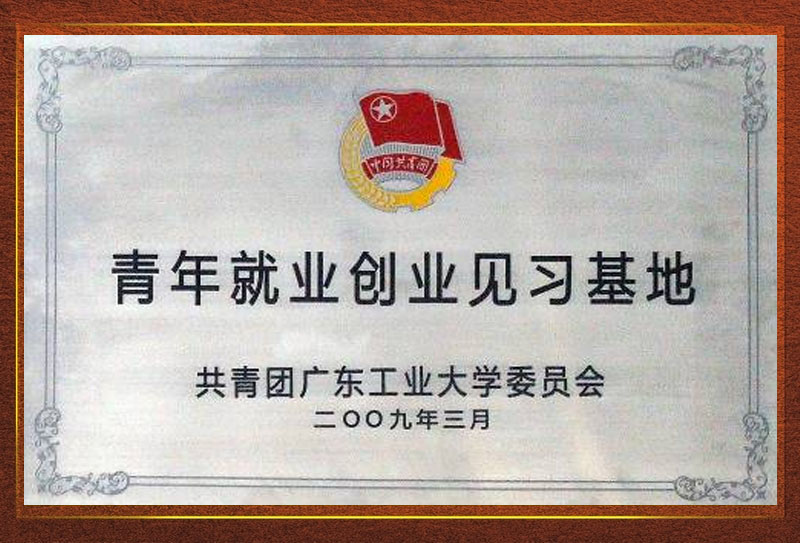 中国共青团
青年就业创业见习基地
共青团广东工业大学委员会
二〇〇九年三月